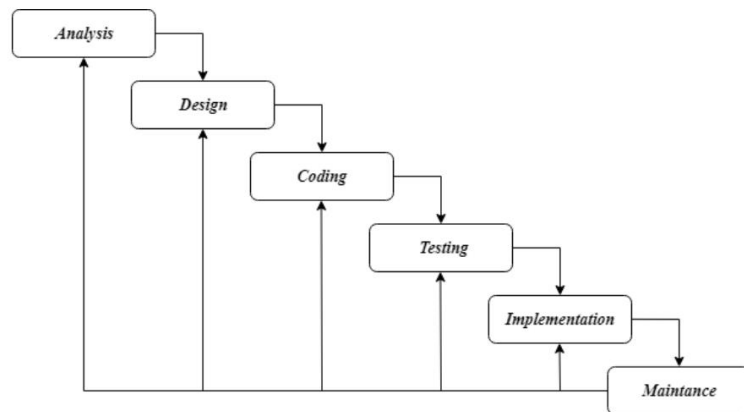 Analysis
Design
Coding
Testing
Implementation
Maintance